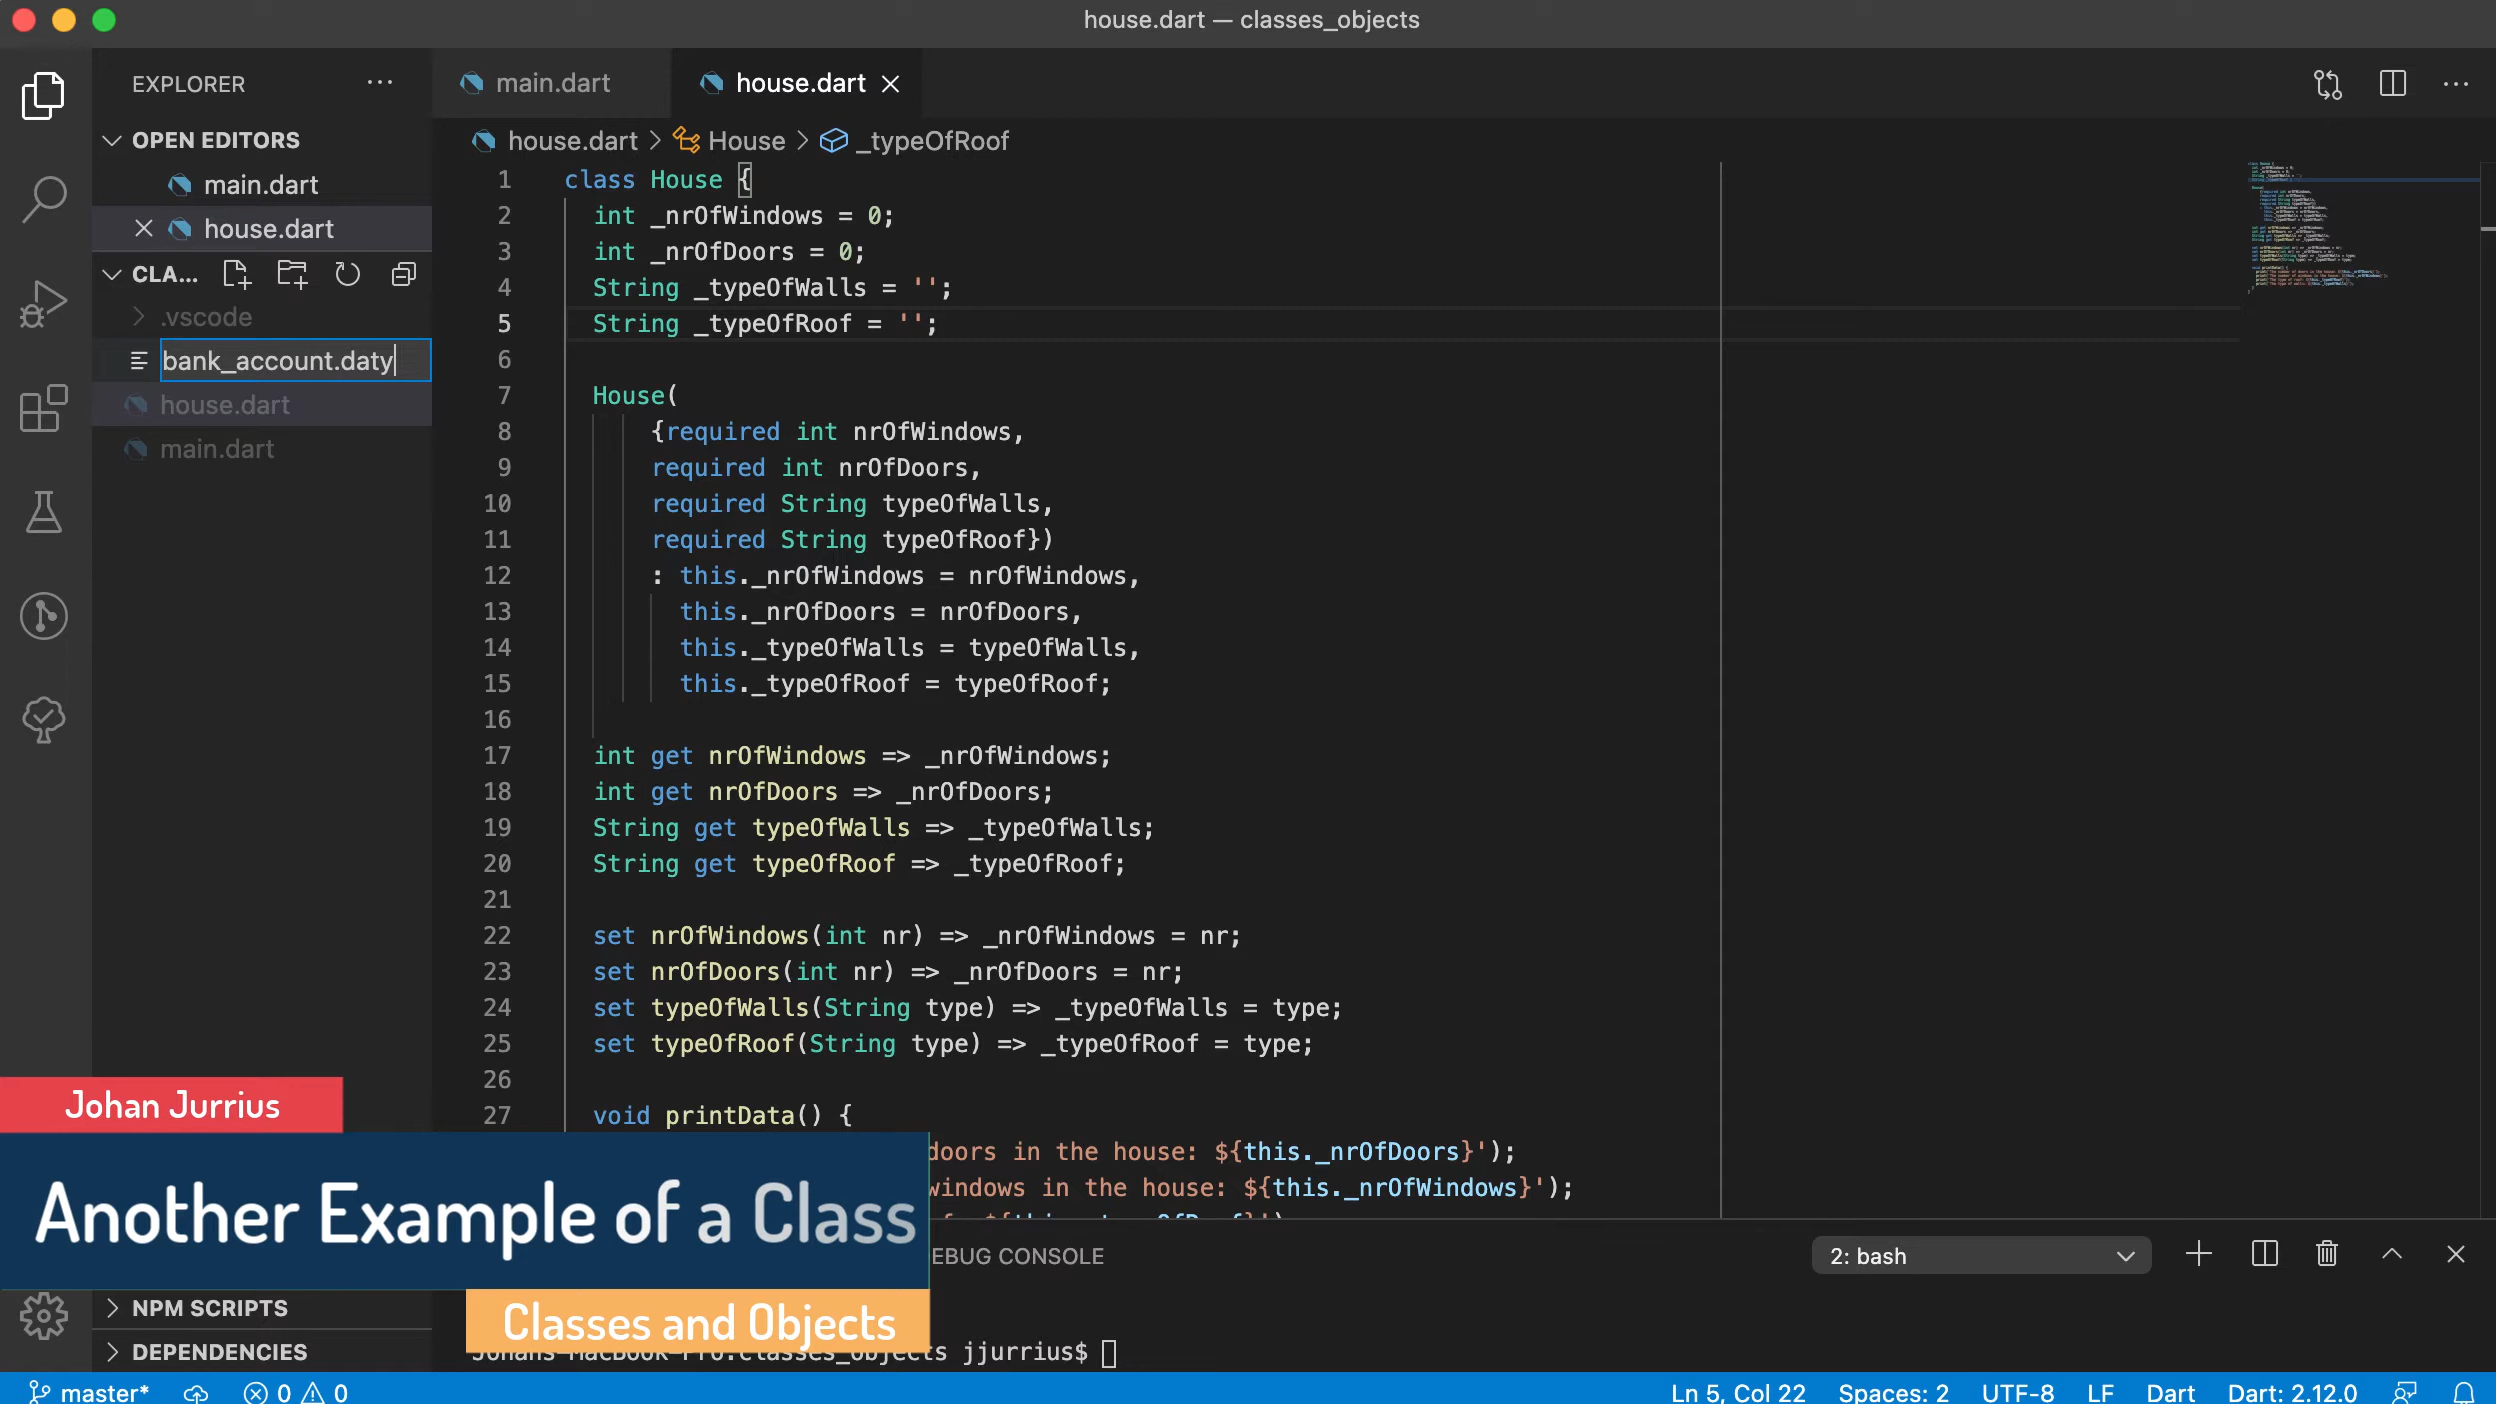 house.dart — classes_objects
EXPLORER
main.dart
house.dart
OPEN EDITORS
main.dart
house.dart
CLA...
.vscode
bank_account.daty
house.dart
main.dart
house.dart > House > _typeOfRoof
1 class House {
2 int _nrOfWindows = 0;
3 int _nrOfDoors = 0;
4 String _typeOfWalls = '';
5 String _typeOfRoof = '';
6
7 House(
8 {required int nrOfWindows,
9 required int nrOfDoors,
10 required String typeOfWalls,
11 required String typeOfRoof})
12 : this._nrOfWindows = nrOfWindows,
13 this._nrOfDoors = nrOfDoors,
14 this._typeOfWalls = typeOfWalls,
15 this._typeOfRoof = typeOfRoof;
16
17 int get nrOfWindows => _nrOfWindows;
18 int get nrOfDoors => _nrOfDoors;
19 String get typeOfWalls => _typeOfWalls;
20 String get typeOfRoof => _typeOfRoof;
21
22 set nrOfWindows(int nr) => _nrOfWindows = nr;
23 set nrOfDoors(int nr) => _nrOfDoors = nr;
24 set typeOfWalls(String type) => _typeOfWalls = type;
25 set typeOfRoof(String type) => _typeOfRoof = type;
26
27 void printData() {
doors in the house: ${this._nrOfDoors}');
windows in the house: ${this._nrOfWindows}');
Johan Jurrius
Another Example of a Class
Classes and Objects
EBUG CONSOLE
2: bash
Johans-MacBook-Pro:classes_objects jjurrius$
NPM SCRIPTS
DEPENDENCIES
master* 0 0
Ln 5, Col 22 Spaces: 2 UTF-8 LF Dart Dart: 2.12.0